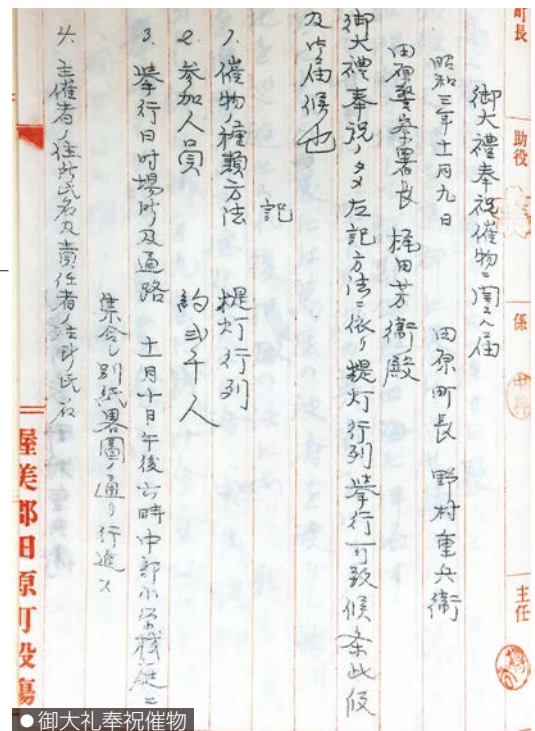 町長
助役
係
主任
御大禮奉祝催物ニ関スル届
昭和三年十一月九日
田原町長 野村重兵衛
田原警察署長 梶田芳衛殿
御大禮奉祝ノタメ左記方法ニ依リ提灯行列挙行可致候条此段
及御届候也
記
1. 催物ノ種類方法 提灯行列
2. 参加人員 約弐千人
3. 挙行日時場所及通路 十一月十日午後六時中部小学校庭ニ
集合シ別紙畧圖ノ通リ行進ス
4. 主催者ノ住所氏名及責任者ノ住所氏名
渥美郡田原町役場
●御大礼奉祝催物